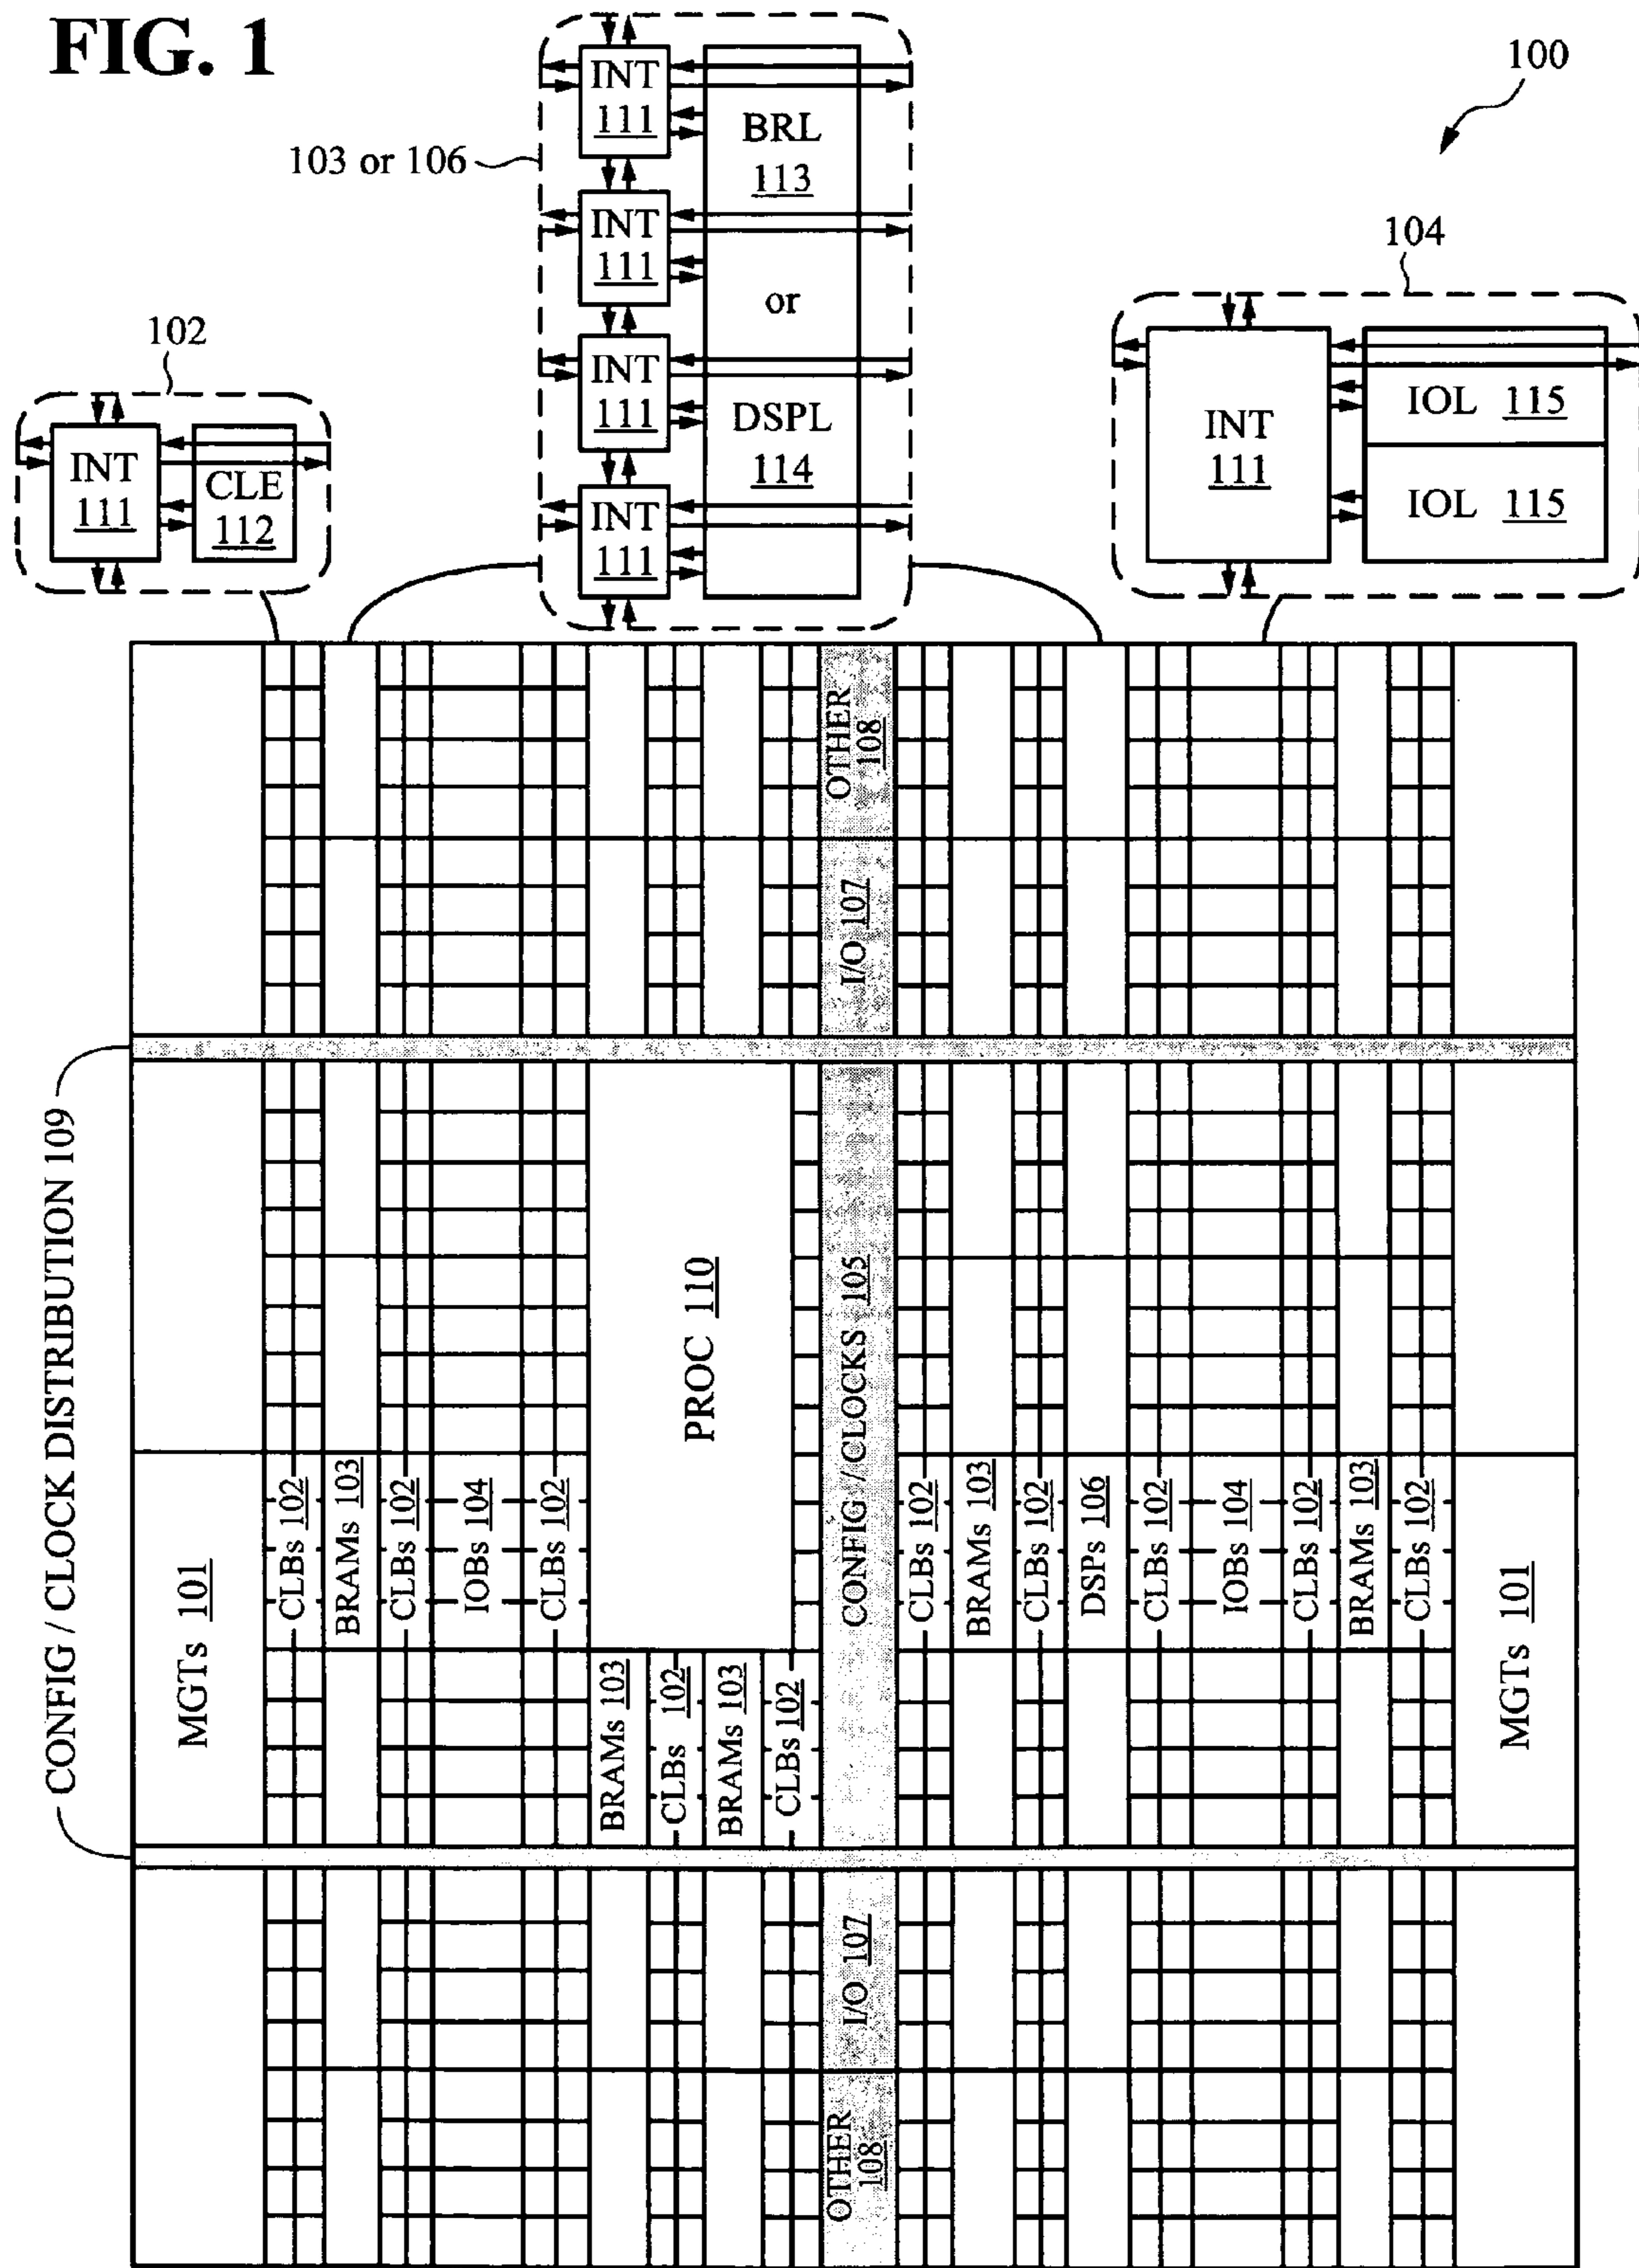 FIG. 1
100
103 or 106
INT
111
INT
111
INT
111
INT
111
BRL
113
or
DSPL
114
104
INT
111
IOL 115
IOL 115
102
INT
111
CLE
112
OTHER
108
I/O 107
CONFIG / CLOCK DISTRIBUTION 109
MGTs 101
CLBs 102
BRAMs 103
CLBs 102
IOBs 104
CLBs 102
PROC 110
BRAMs 103
CLBs 102
BRAMs 103
CLBs 102
CONFIG / CLOCKS 105
CLBs 102
BRAMs 103
CLBs 102
DSPs 106
CLBs 102
IOBs 104
CLBs 102
BRAMs 103
CLBs 102
MGTs 101
I/O 107
OTHER
108